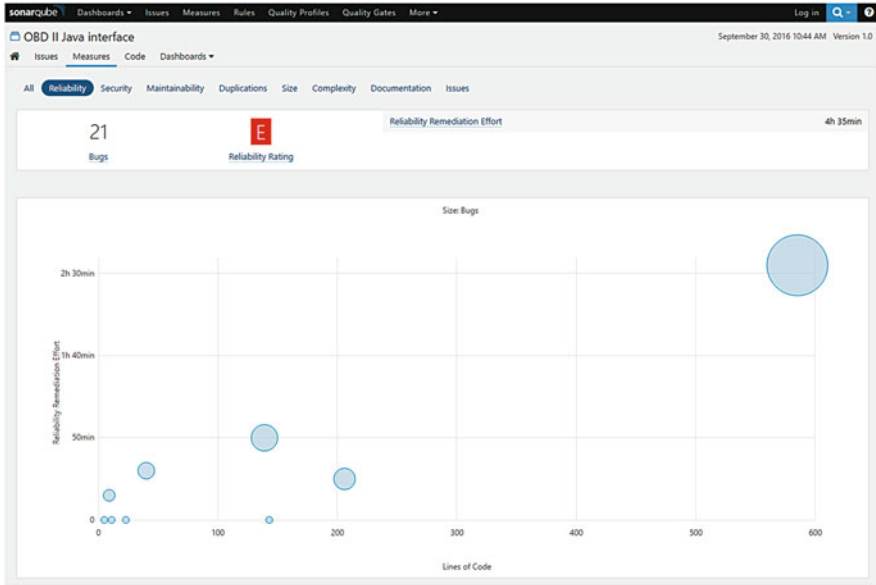 sonarqube Dashboards Issues Measures Rules Quality Profiles Quality Gates More Log in ?
OBD II Java interface September 30, 2016 10:44 AM Version 1.0
Issues Measures Code Dashboards
All Reliability Security Maintainability Duplications Size Complexity Documentation Issues
21 E Reliability Remediation Effort 4h 35min
Bugs Reliability Rating
Size: Bugs
2h 30min
1h 40min
Reliability Remediation Effort
50min
0
0 100 200 300 400 500 600
Lines of Code